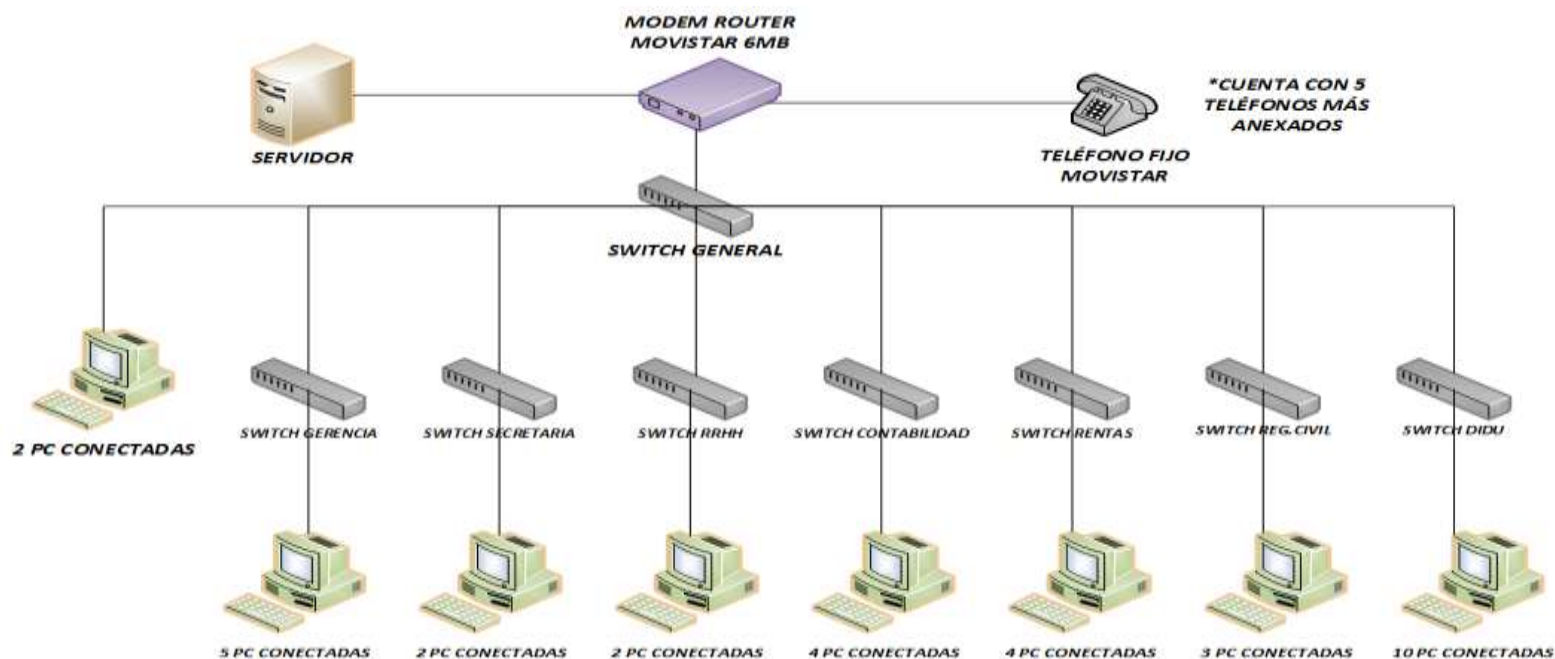 MODEM ROUTER
MOVISTAR 6MB
*CUENTA CON 5
TELÉFONOS MÁS
ANEXADOS
SERVIDOR
TELÉFONO FIJO
MOVISTAR
SWITCH GENERAL
2 PC CONECTADAS
SWITCH GERENCIA
SWITCH SECRETARIA
SWITCH RRHH
SWITCH CONTABILIDAD
SWITCH RENTAS
SWITCH REG.CIVIL
SWITCH DIDU
5 PC CONECTADAS
2 PC CONECTADAS
2 PC CONECTADAS
4 PC CONECTADAS
4 PC CONECTADAS
3 PC CONECTADAS
10 PC CONECTADAS